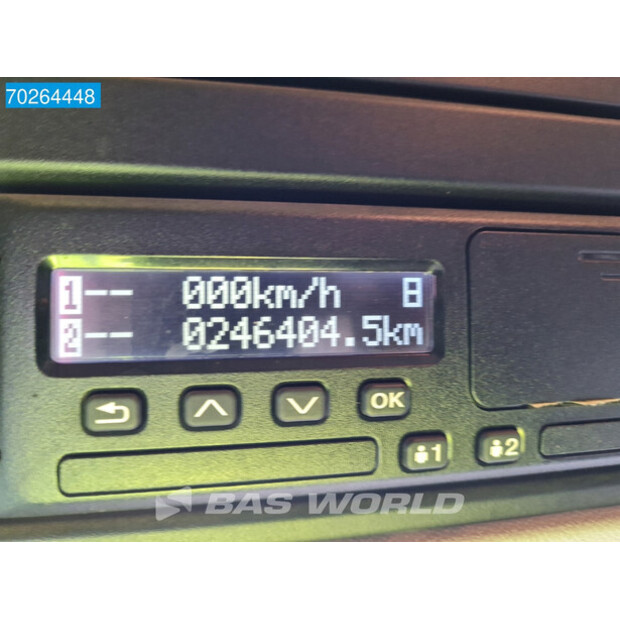 70264448
1-- 000km/h 8
2-- 0246404.5km
OK
1 2
BAS WORLD